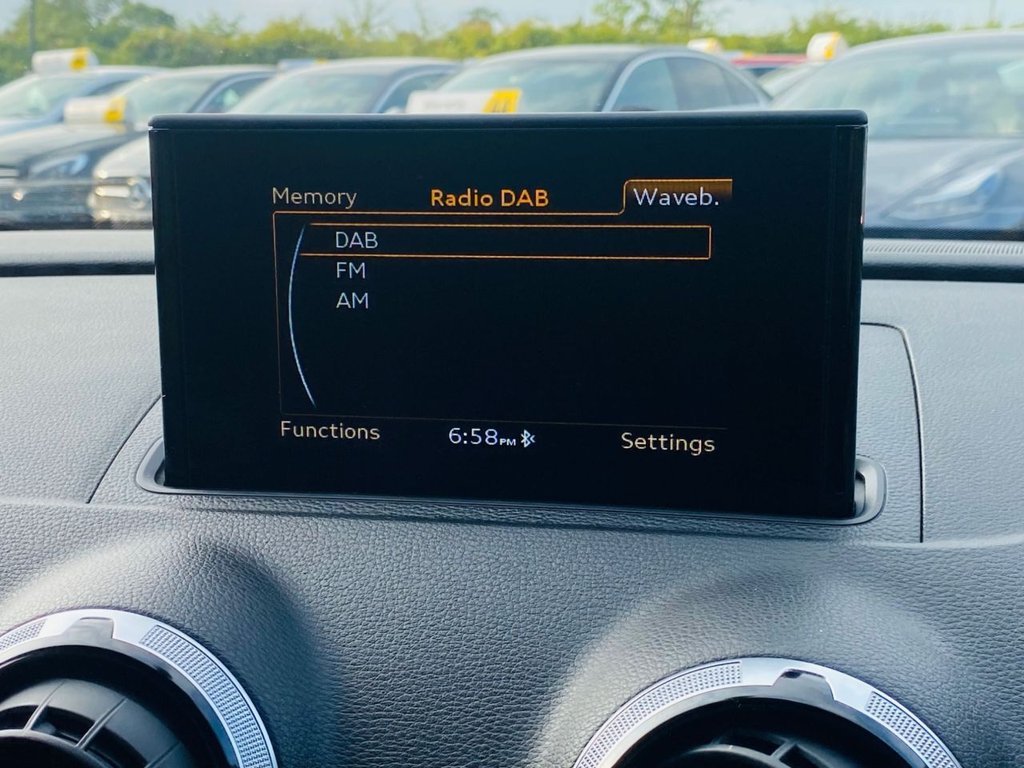 Memory Radio DAB Waveb.
DAB
FM
AM
Functions 6:58PM Settings